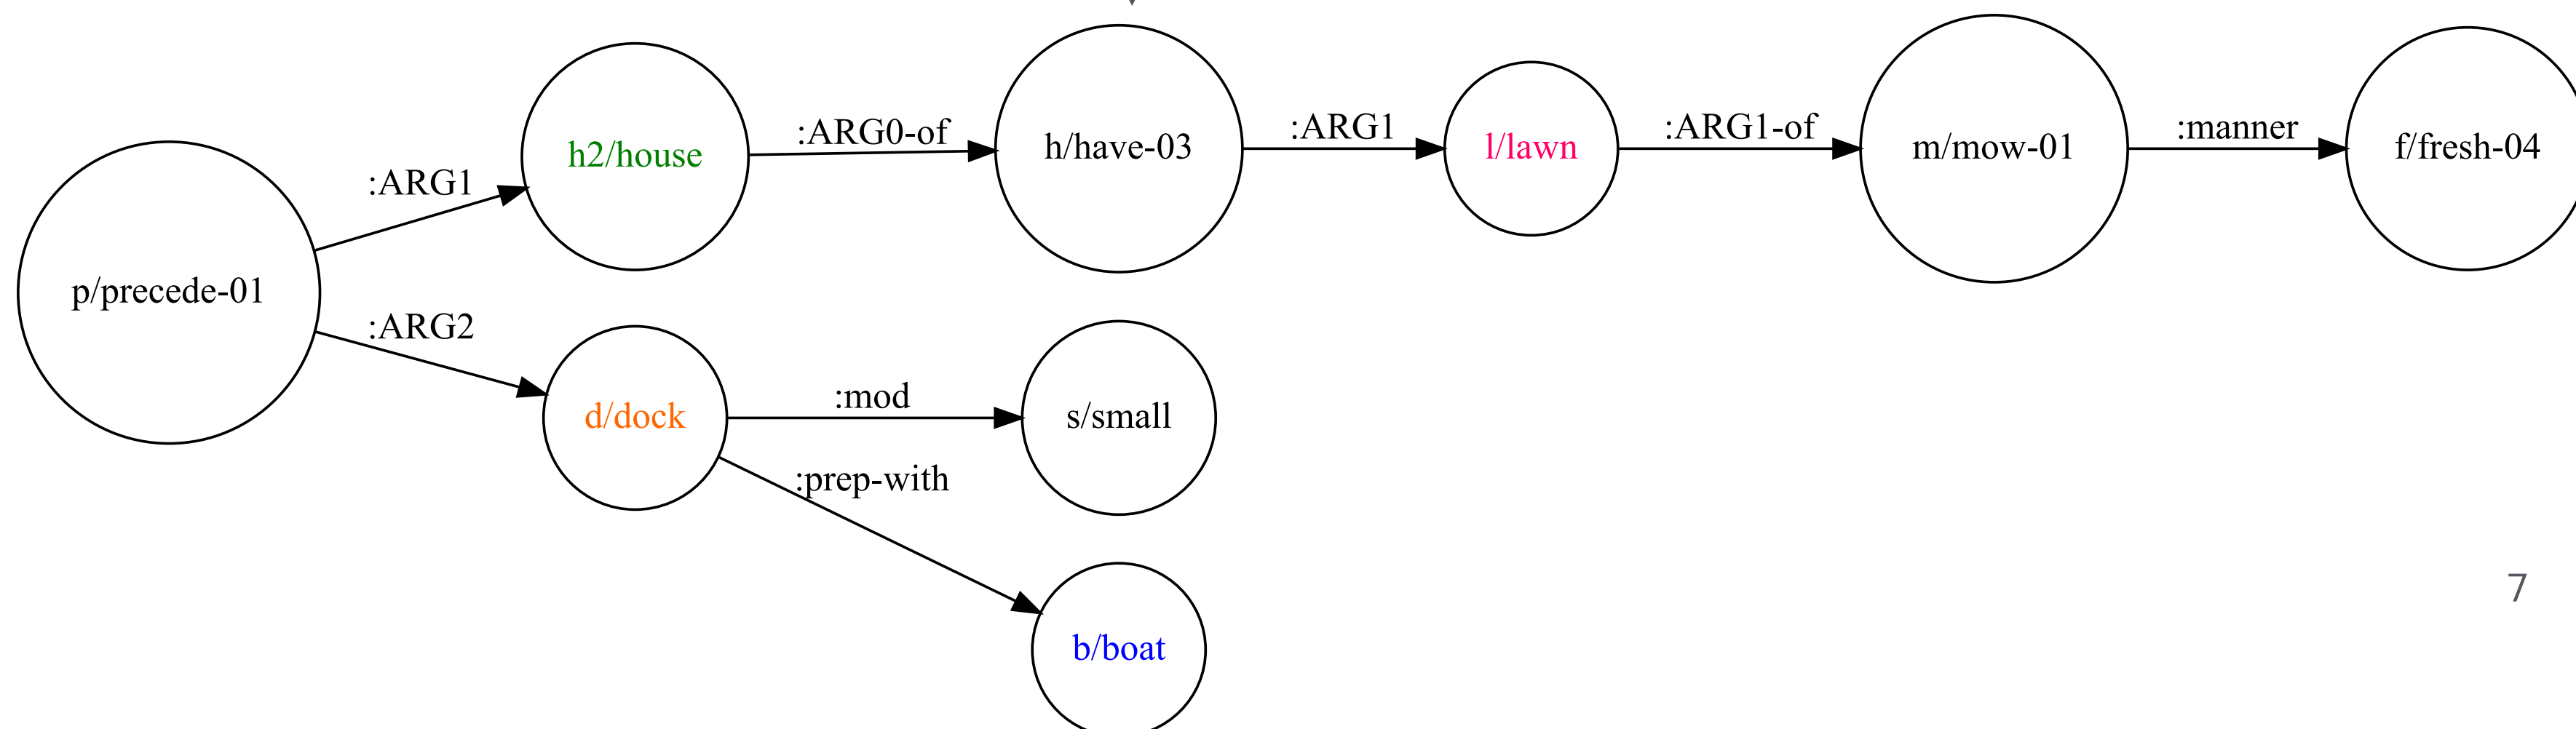 :ARG0-of
:ARG1
:ARG1-of
:manner
h2/house
h/have-03
l/lawn
m/mow-01
f/fresh-04
:ARG1
p/precede-01
:ARG2
:mod
d/dock
s/small
:prep-with
b/boat
7